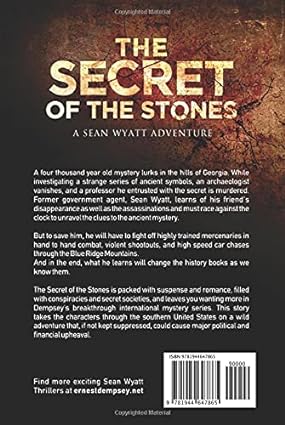 THE
SECRET
OF THE STONES
A SEAN WYATT ADVENTURE
A four thousand year old mystery lurks in the hills of Georgia. While
investigating a strange series of ancient symbols, an archaeologist
vanishes, and a professor he entrusted with the secret is murdered.
Former government agent, Sean Wyatt, learns of his friend's
disappearance as well as the assassinations and must race against the
clock to unravel the clues to the ancient mystery.
But to save him, he will have to fight off highly trained mercenaries in
hand to hand combat, violent shootouts, and high speed car chases
through the Blue Ridge Mountains.
And in the end, what he learns will change the history books as we
know them.
The Secret of the Stones is packed with suspense and romance, filled
with conspiracies and secret societies, and leaves you wanting more in
Dempsey's breakthrough international mystery series. This story
takes the characters through the southern United States on a wild
adventure that, if not kept suppressed, could cause major political and
financial upheaval.
Find more exciting Sean Wyatt
Thrillers at ernestdempsey.net
ISBN 9781944647865
90000
9 781944 647865